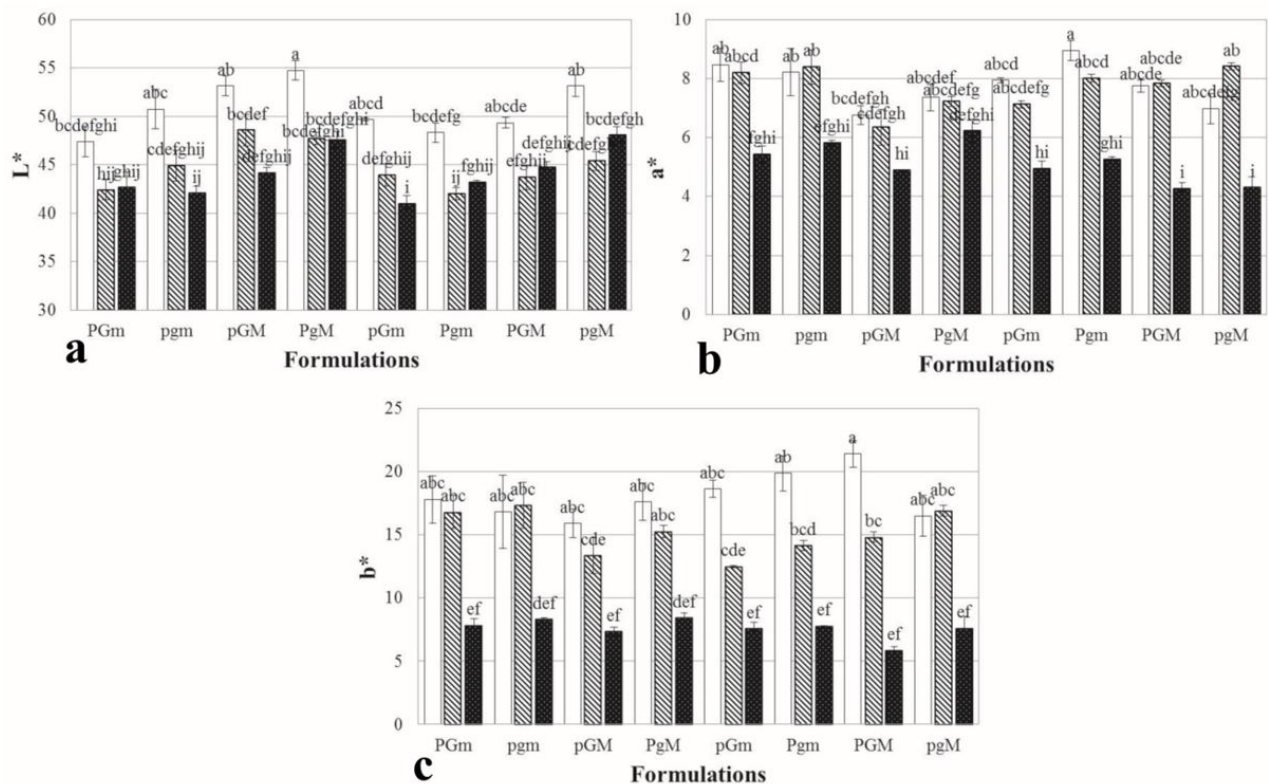 60
55
50
45
40
35
30
L*
bcdefghi
hij
ghij
abc
cdefghij
ij
ab
bcdef
defghij
a
bcdefghi
bcdefghi
abcd
defghij
i
bcdefg
ij
fghij
abcde
efghij
defghij
ab
cdefghij
bcdefgh
PGm pgm pGM PgM pGm Pgm PGM pgM
a Formulations
10
8
6
4
2
0
a*
ab
abcd
fghi
ab
ab
efghi
bcdefgh
cdefgh
hi
abcdef
abcdefg
defghi
abcd
abcdefg
hi
a
abcd
ghi
abcde
abcde
i
abcdefg
ab
i
PGm pgm pGM PgM pGm Pgm PGM pgM
b Formulations
25
20
15
10
5
0
b*
abc
abc
ef
abc
abc
def
abc
cde
ef
abc
abc
def
abc
cde
ef
ab
bcd
ef
a
bc
ef
abc
abc
ef
PGm pgm pGM PgM pGm Pgm PGM pgM
c Formulations